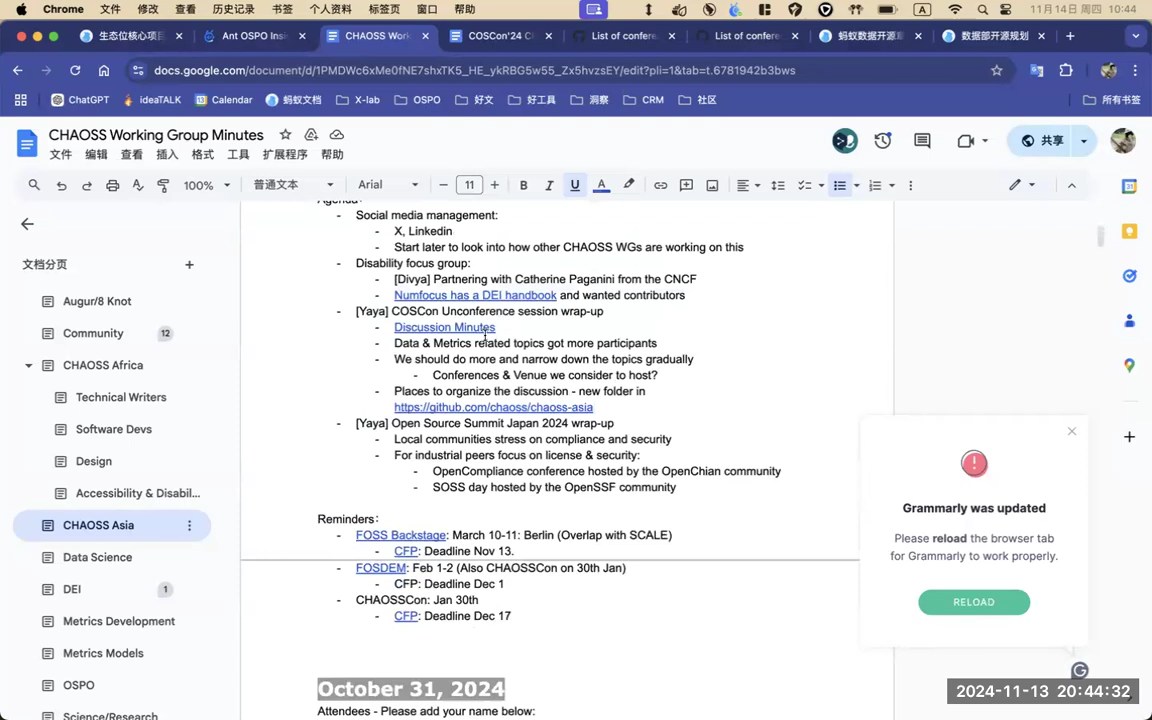 Chrome 文件 修改 查看 历史记录 书签 个人资料 标签页 窗口 帮助 A 11月14日 周四 10:44
生态位核心项目 Ant OSPO Insi CHAOSS Work COSCon'24 C List of confere List of confere 蚂蚁数据开源 数据部开源规划
docs.google.com/document/d/1PMDWc6xMe0fNE7shxTK5_HE_ykRBG5w55_Zx5hvzsEY/edit?pli=1&tab=t.6781942b3bws
ChatGPT ideaTALK Calendar 蚂蚁文档 X-lab OSPO 好文 好工具 洞察 CRM 社区 所有书签
CHAOSS Working Group Minutes
文件 编辑 查看 插入 格式 工具 扩展程序 帮助
共享
100% 普通文本 Arial 11 B I U A
文档分页
Augur/8 Knot
Community 12
CHAOSS Africa
Technical Writers
Software Devs
Design
Accessibility & Disabil...
CHAOSS Asia
Data Science
DEI 1
Metrics Development
Metrics Models
OSPO
Science/Research
Agenda:
- Social media management:
- X, Linkedin
- Start later to look into how other CHAOSS WGs are working on this
- Disability focus group:
- [Divya] Partnering with Catherine Paganini from the CNCF
- Numfocus has a DEI handbook and wanted contributors
- [Yaya] COSCon Unconference session wrap-up
- Discussion Minutes
- Data & Metrics related topics got more participants
- We should do more and narrow down the topics gradually
- Conferences & Venue we consider to host?
- Places to organize the discussion - new folder in
https://github.com/chaoss/chaoss-asia
- [Yaya] Open Source Summit Japan 2024 wrap-up
- Local communities stress on compliance and security
- For industrial peers focus on license & security:
- OpenCompliance conference hosted by the OpenChian community
- SOSS day hosted by the OpenSSF community
Reminders：
- FOSS Backstage: March 10-11: Berlin (Overlap with SCALE)
- CFP: Deadline Nov 13.
- FOSDEM: Feb 1-2 (Also CHAOSSCon on 30th Jan)
- CFP: Deadline Dec 1
- CHAOSSCon: Jan 30th
- CFP: Deadline Dec 17
October 31, 2024
Attendees - Please add your name below:
Grammarly was updated
Please reload the browser tab
for Grammarly to work properly.
RELOAD
2024-11-13 20:44:32